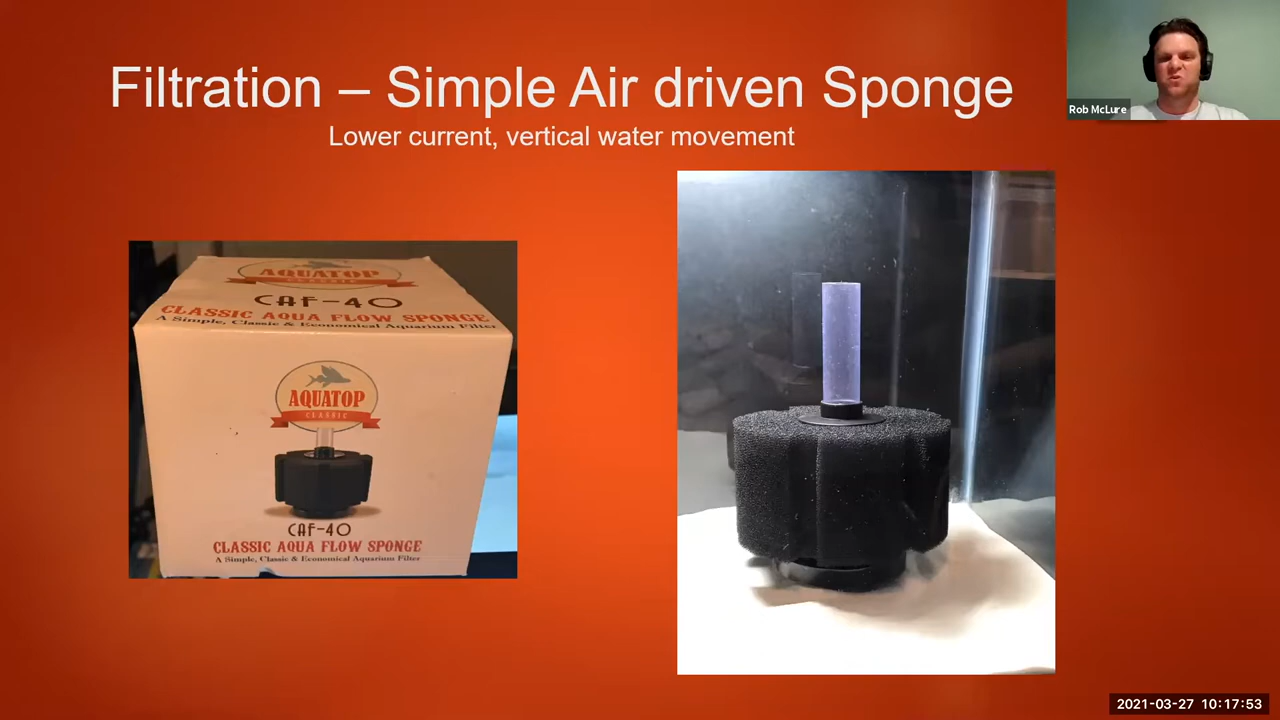 Filtration – Simple Air driven Sponge
Lower current, vertical water movement
Rob McLure
AQUATOP
CLASSIC
CAF-40
CLASSIC AQUA FLOW SPONGE
A Simple, Classic & Economical Aquarium Filter
AQUATOP
CLASSIC
CAF-40
CLASSIC AQUA FLOW SPONGE
A Simple, Classic & Economical Aquarium Filter
2021-03-27 10:17:53